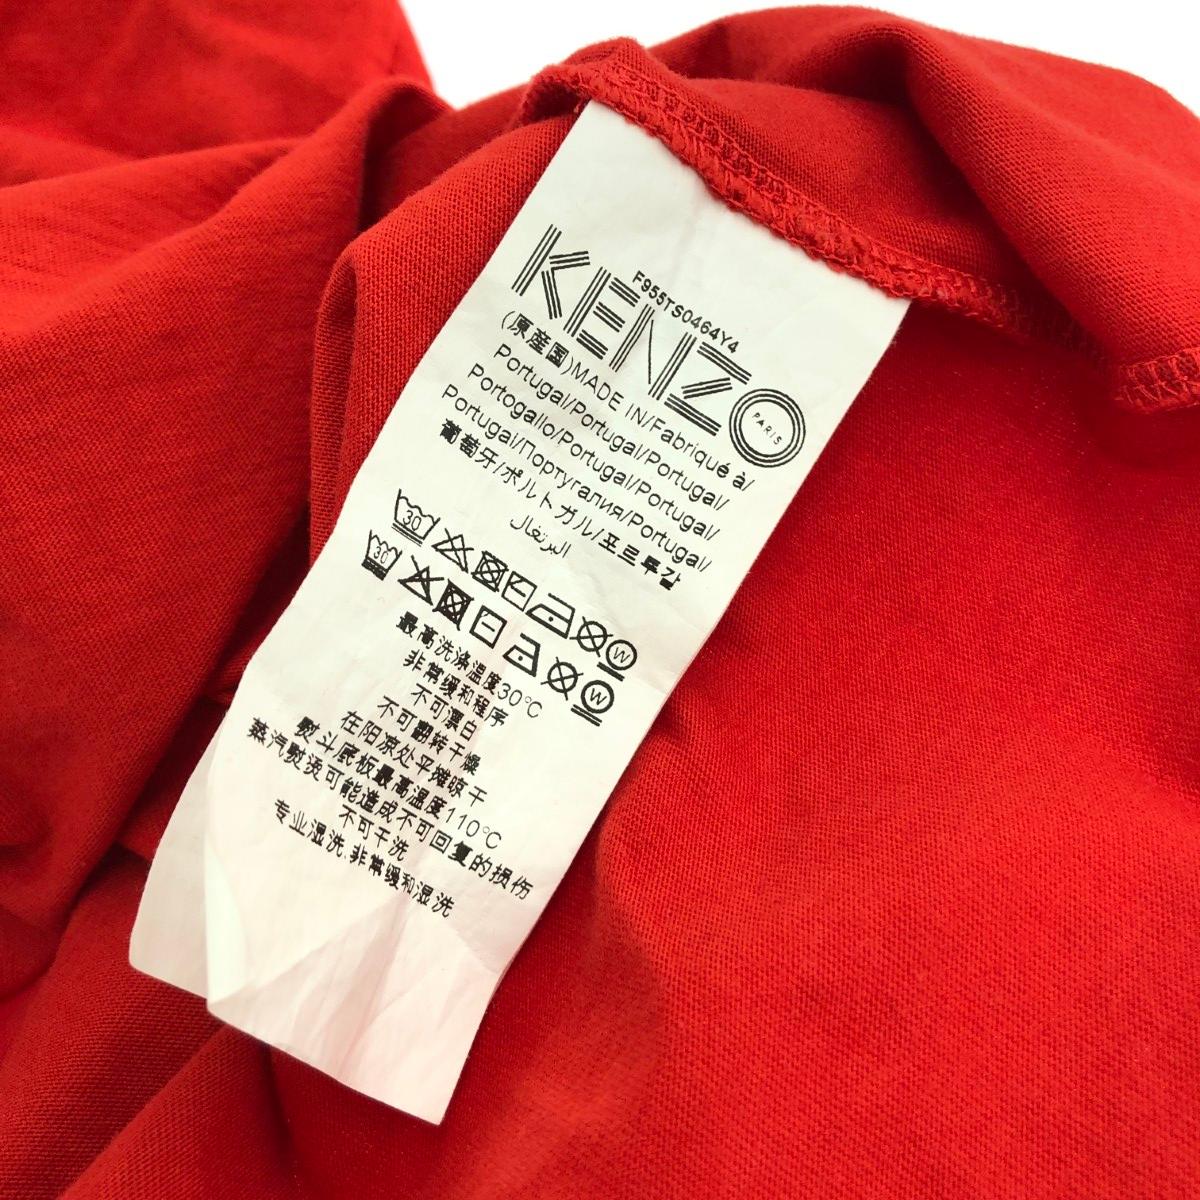 F955TS0464Y4
KENZO
PARIS
(原産国)MADE IN/Fabriqué à/
Portugal/Portugal/Portugal/
Portogallo/Portugal/Portugal/
Portugal/Португалия/Portugal/
葡萄牙/ポルトガル/포르투갈
البرتغال
30 W
30 W
最高洗涤温度30°C
非常缓和程序
不可漂白
不可翻转干燥
在阳凉处平摊晾干
熨斗底板最高温度110°C
蒸汽熨烫可能造成不可回复的损伤
不可干洗
专业湿洗,非常缓和湿洗